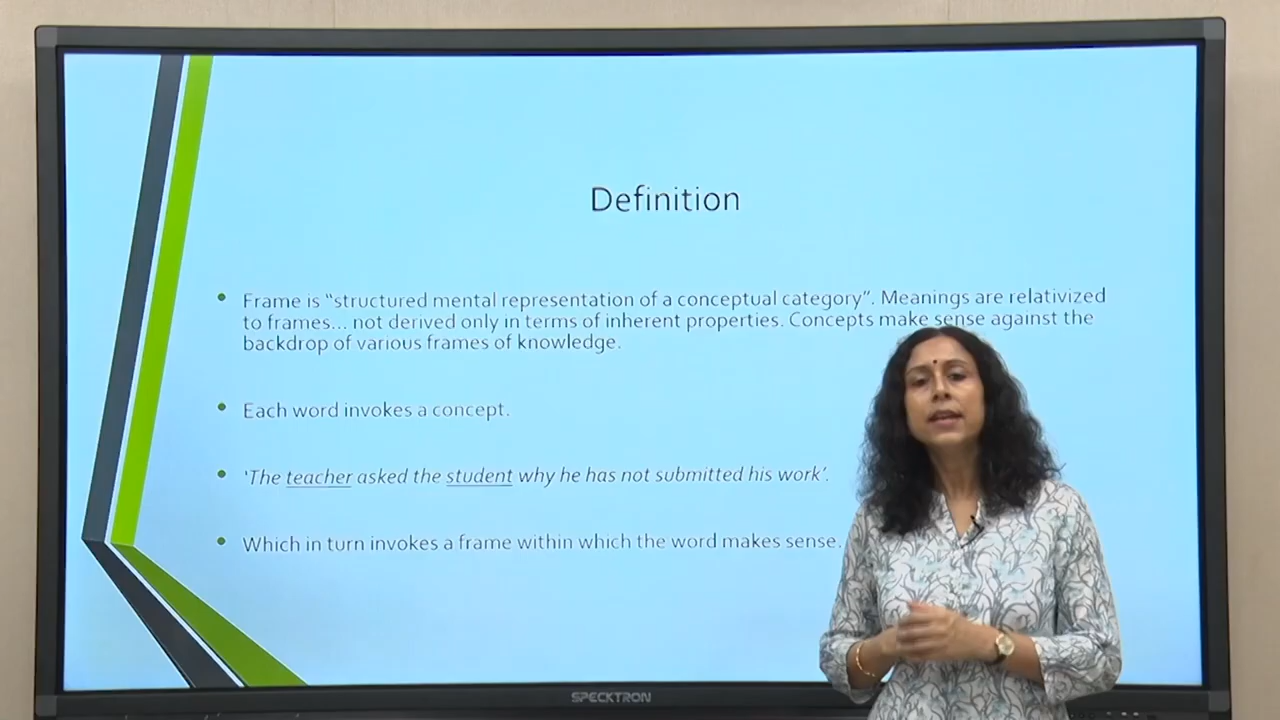 Definition
• Frame is “structured mental representation of a conceptual category”. Meanings are relativized
to frames... not derived only in terms of inherent properties. Concepts make sense against the
backdrop of various frames of knowledge.
• Each word invokes a concept.
• ‘The teacher asked the student why he has not submitted his work’.
• Which in turn invokes a frame within which the word makes sense.
SPECKTRON